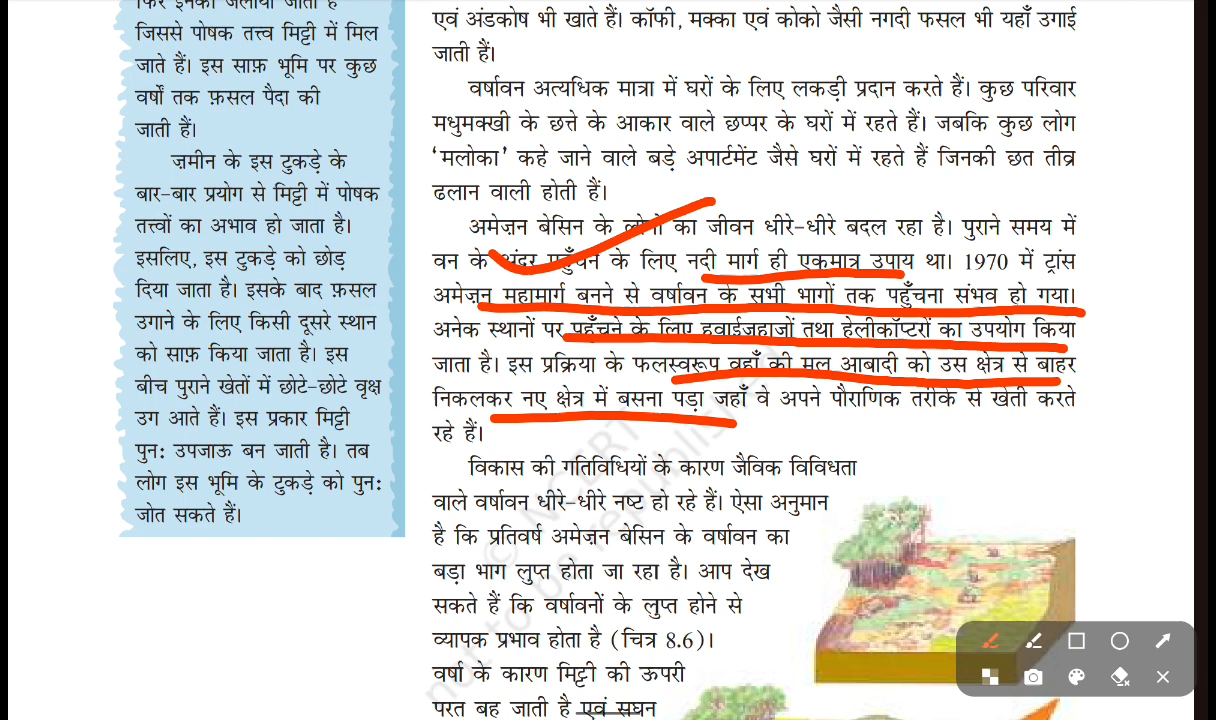 फिर इनको जलाया जाता है
जिससे पोषक तत्त्व मिट्टी में मिल
जाते हैं। इस साफ़ भूमि पर कुछ
वर्षों तक फ़सल पैदा की
जाती हैं।
ज़मीन के इस टुकड़े के
बार-बार प्रयोग से मिट्टी में पोषक
तत्त्वों का अभाव हो जाता है।
इसलिए, इस टुकड़े को छोड़
दिया जाता है। इसके बाद फ़सल
उगाने के लिए किसी दूसरे स्थान
को साफ़ किया जाता है। इस
बीच पुराने खेतों में छोटे-छोटे वृक्ष
उग आते हैं। इस प्रकार मिट्टी
पुन: उपजाऊ बन जाती है। तब
लोग इस भूमि के टुकड़े को पुन:
जोत सकते हैं।
एवं अंडकोष भी खाते हैं। कॉफी, मक्का एवं कोको जैसी नगदी फसल भी यहाँ उगाई
जाती हैं।
वर्षावन अत्यधिक मात्रा में घरों के लिए लकड़ी प्रदान करते हैं। कुछ परिवार
मधुमक्खी के छत्ते के आकार वाले छप्पर के घरों में रहते हैं। जबकि कुछ लोग
‘मलोका’ कहे जाने वाले बड़े अपार्टमेंट जैसे घरों में रहते हैं जिनकी छत तीव्र
ढलान वाली होती हैं।
अमेज़न बेसिन के लोगों का जीवन धीरे-धीरे बदल रहा है। पुराने समय में
वन के अंदर पहुँचने के लिए नदी मार्ग ही एकमात्र उपाय था। 1970 में ट्रांस
अमेज़न महामार्ग बनने से वर्षावन के सभी भागों तक पहुँचना संभव हो गया।
अनेक स्थानों पर पहुँचने के लिए हवाईजहाजों तथा हेलीकॉप्टरों का उपयोग किया
जाता है। इस प्रक्रिया के फलस्वरूप वहाँ की मूल आबादी को उस क्षेत्र से बाहर
निकलकर नए क्षेत्र में बसना पड़ा जहाँ वे अपने पौराणिक तरीके से खेती करते
रहे हैं।
विकास की गतिविधियों के कारण जैविक विविधता
वाले वर्षावन धीरे-धीरे नष्ट हो रहे हैं। ऐसा अनुमान
है कि प्रतिवर्ष अमेज़न बेसिन के वर्षावन का
बड़ा भाग लुप्त होता जा रहा है। आप देख
सकते हैं कि वर्षावनों के लुप्त होने से
व्यापक प्रभाव होता है (चित्र 8.6)।
वर्षा के कारण मिट्टी की ऊपरी
परत बह जाती है एवं सघन
© NCERT
not to be republished